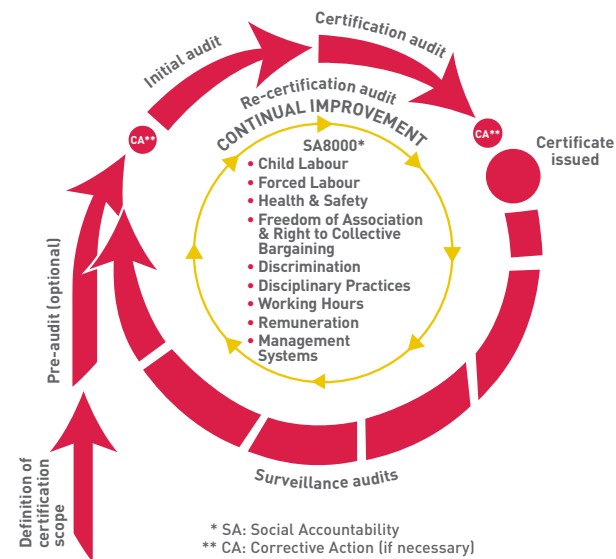 Certification audit
Initial audit
Re-certification audit
CONTINUAL IMPROVEMENT
CA**
CA**
Certificate
issued
SA8000*
• Child Labour
• Forced Labour
• Health & Safety
• Freedom of Association
& Right to Collective
Bargaining
• Discrimination
• Disciplinary Practices
• Working Hours
• Remuneration
• Management
Systems
Pre-audit (optional)
Definition of
certification
scope
Surveillance audits
* SA: Social Accountability
** CA: Corrective Action (if necessary)